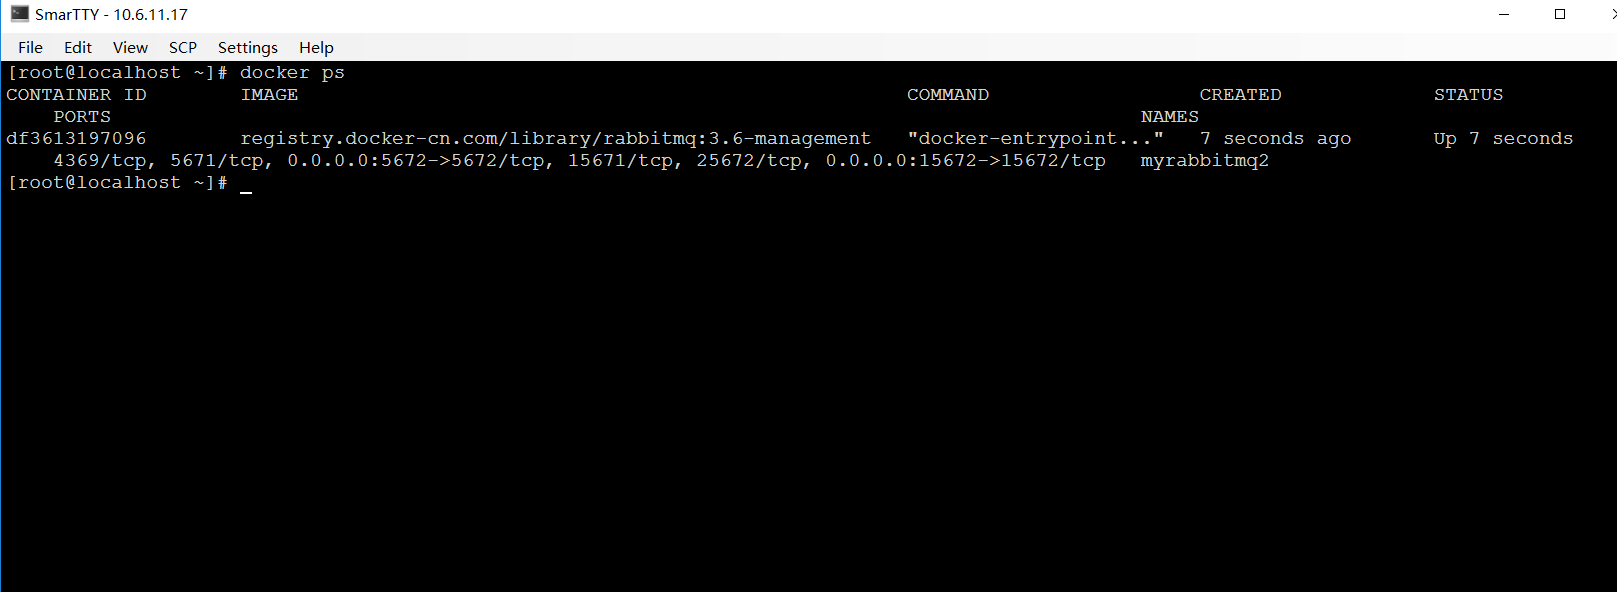 SmarTTY - 10.6.11.17
File Edit View SCP Settings Help
[root@localhost ~]# docker ps
CONTAINER ID IMAGE COMMAND CREATED STATUS
PORTS NAMES
df3613197096 registry.docker-cn.com/library/rabbitmq:3.6-management "docker-entrypoint..." 7 seconds ago Up 7 seconds
4369/tcp, 5671/tcp, 0.0.0.0:5672->5672/tcp, 15671/tcp, 25672/tcp, 0.0.0.0:15672->15672/tcp myrabbitmq2
[root@localhost ~]# _